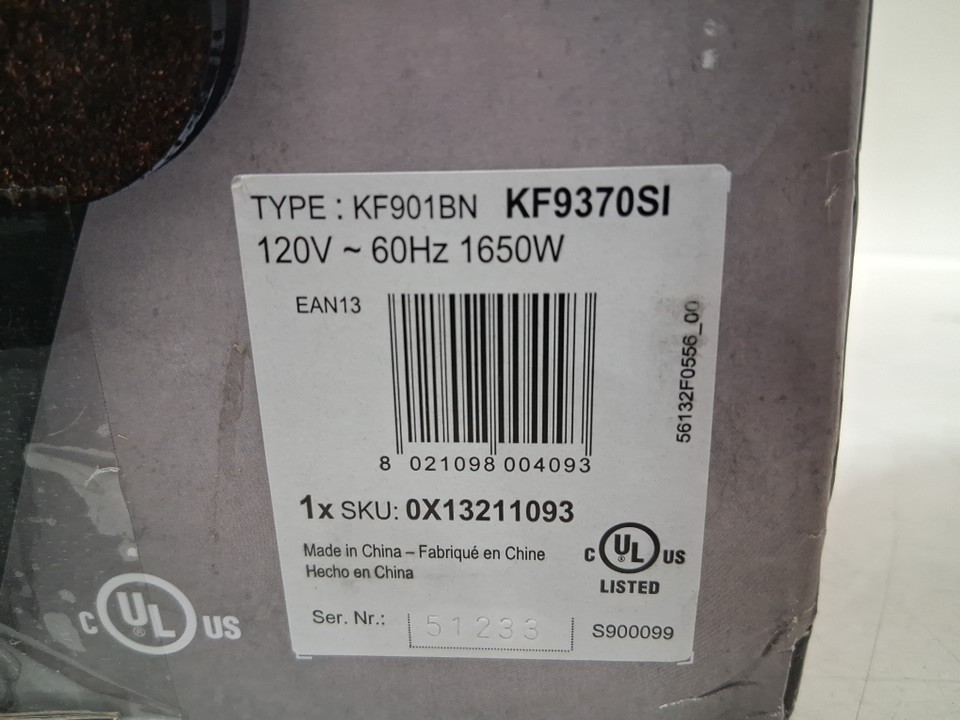 TYPE : KF901BN KF9370SI
120V ~ 60Hz 1650W
EAN13
56132F0556_00
8 021098 004093
1x SKU: 0X13211093
Made in China – Fabriqué en Chine
Hecho en China
C UL ® US
LISTED
Ser. Nr.: 51233
S900099
C UL ® US